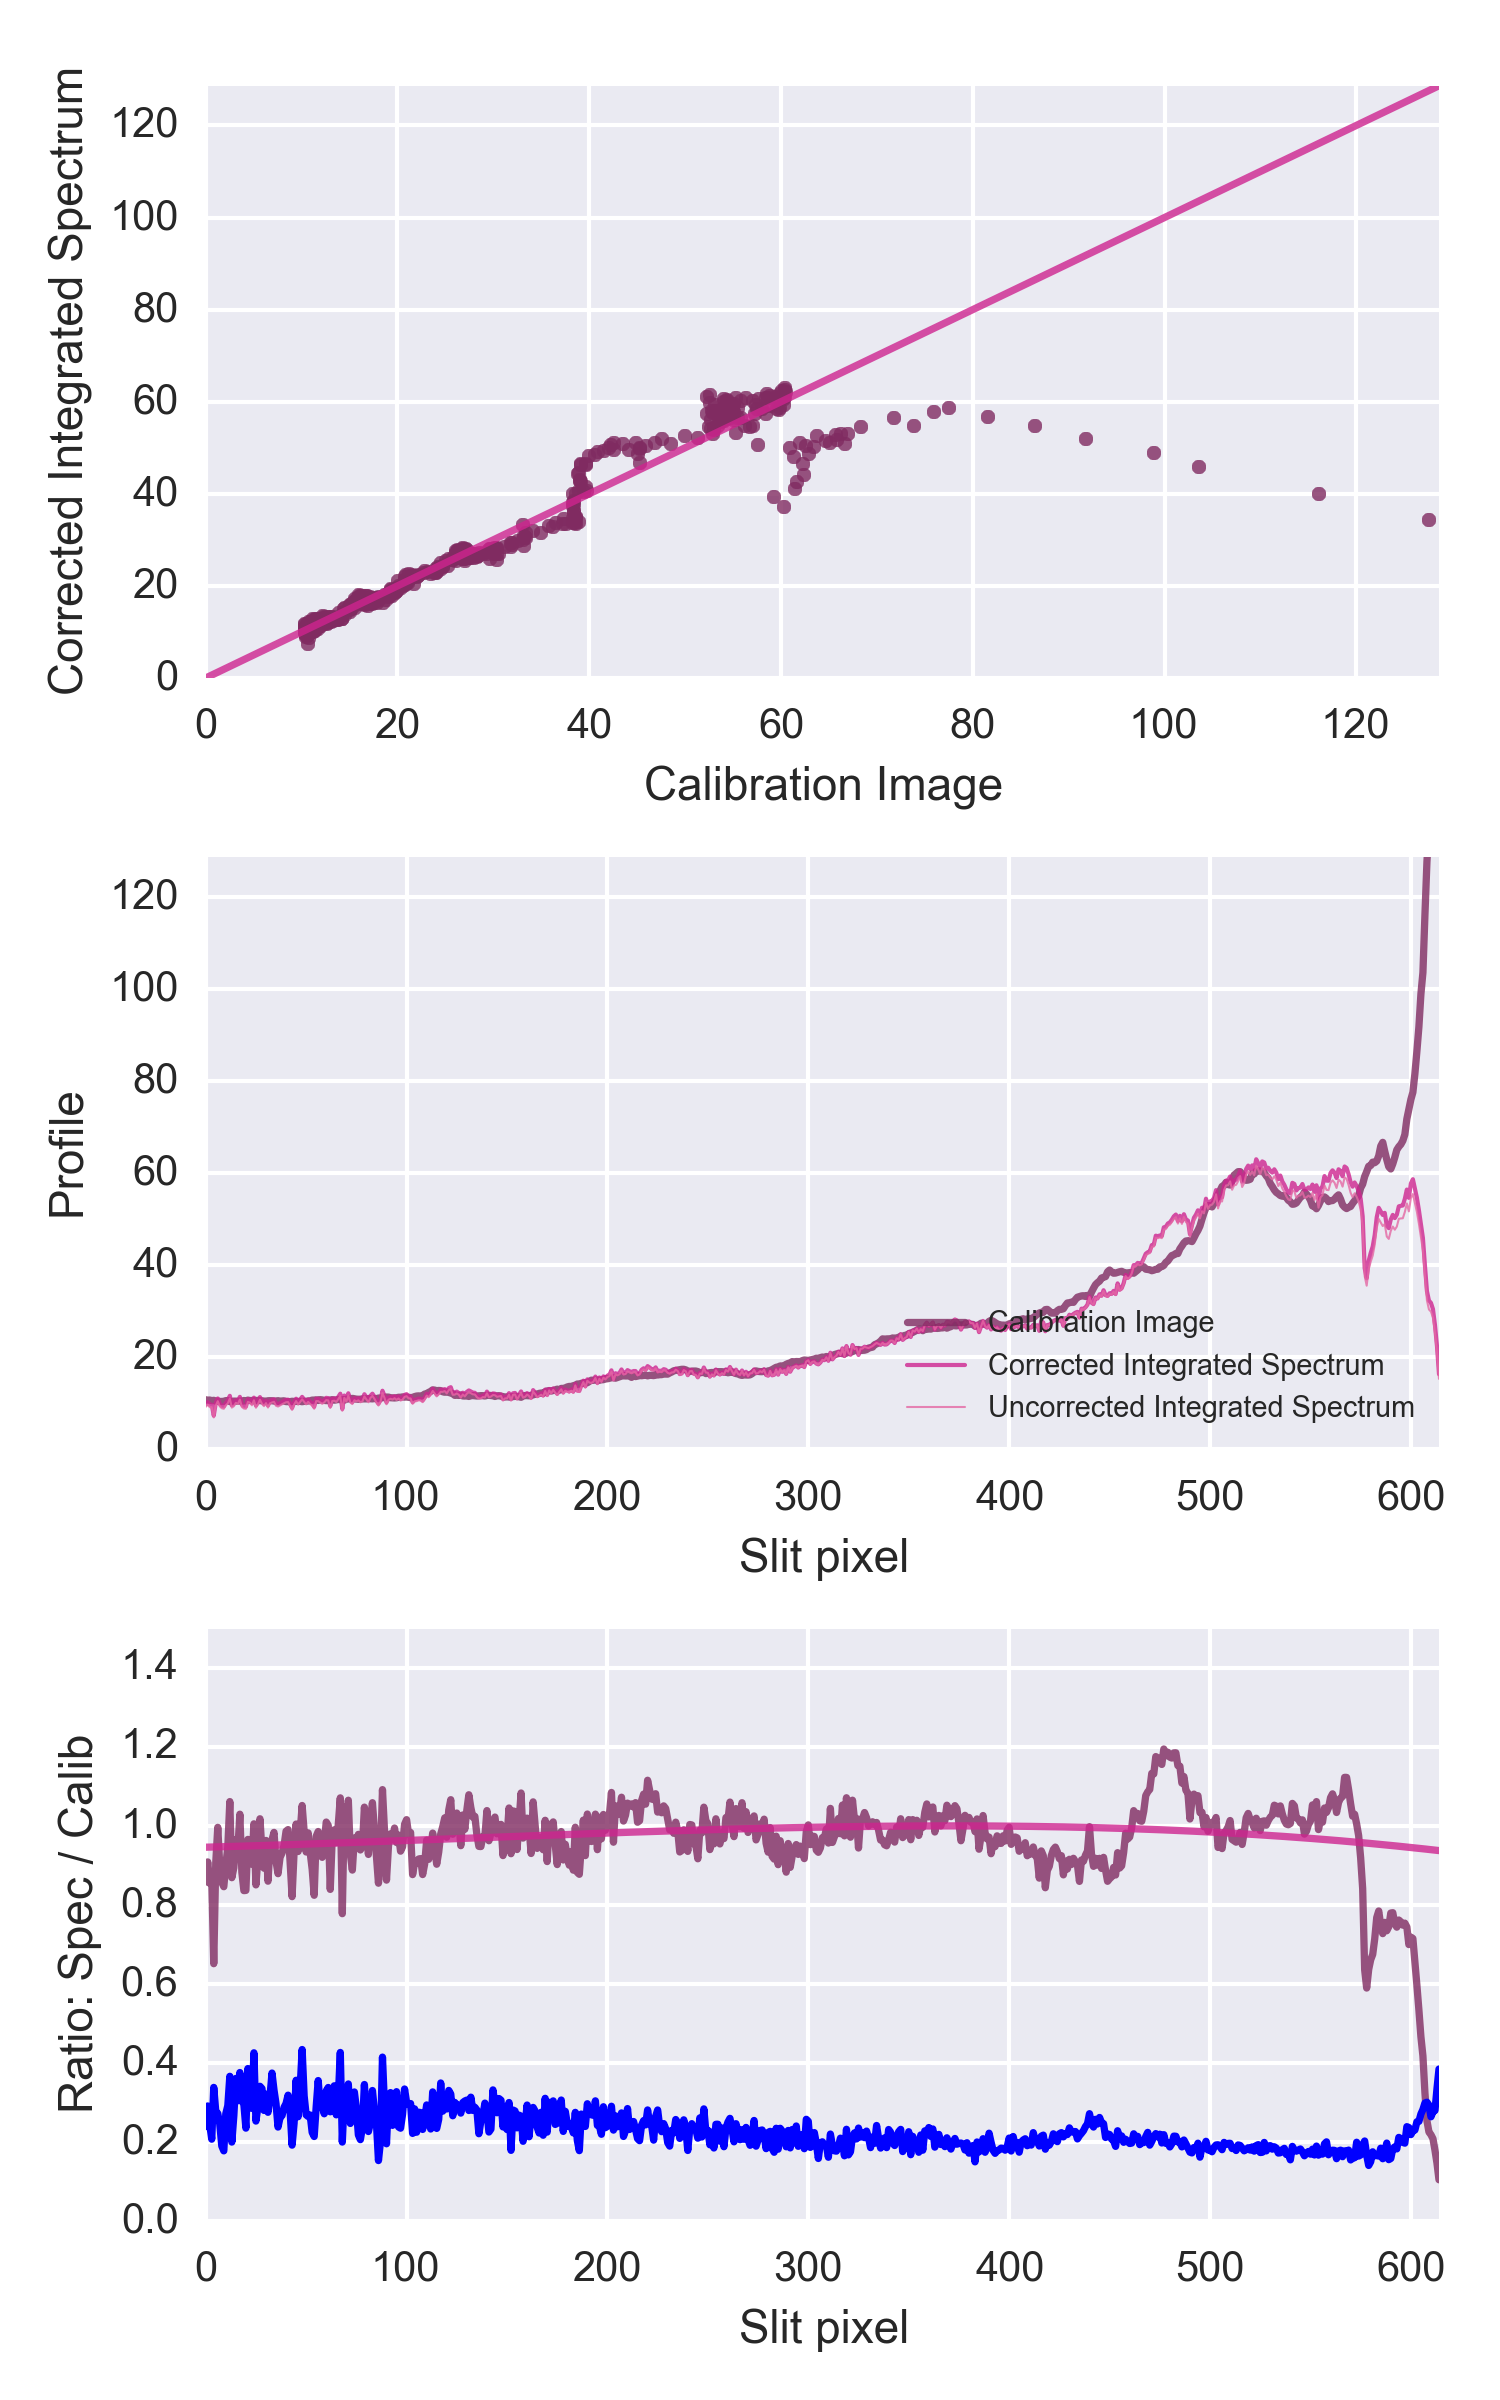 Corrected Integrated Spectrum
120
100
80
60
40
20
0
0 20 40 60 80 100 120
Calibration Image
Profile
120
100
80
60
40
20
0
Calibration Image
Corrected Integrated Spectrum
Uncorrected Integrated Spectrum
0 100 200 300 400 500 600
Slit pixel
Ratio: Spec / Calib
1.4
1.2
1.0
0.8
0.6
0.4
0.2
0.0
0 100 200 300 400 500 600
Slit pixel